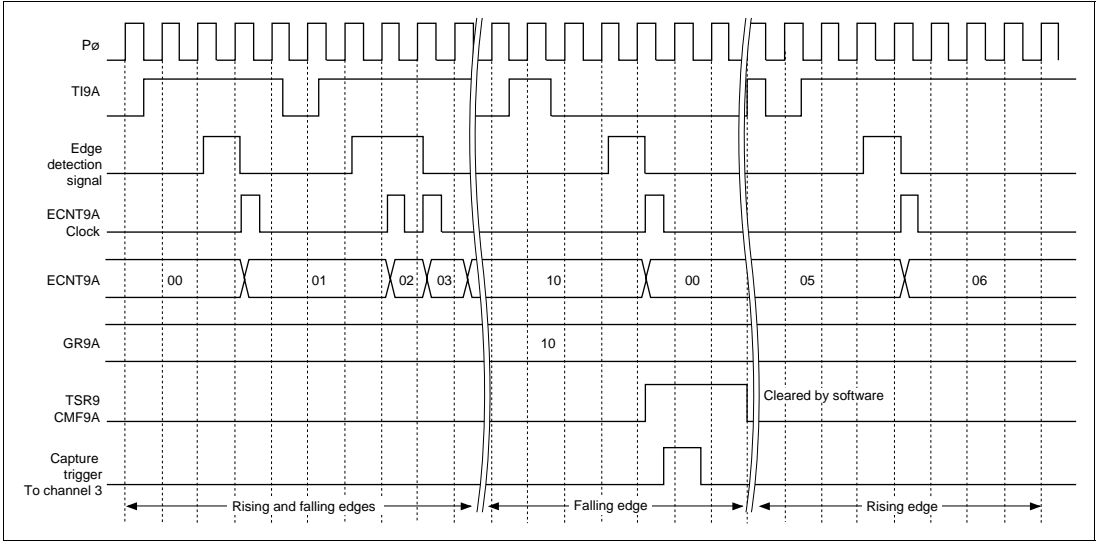 Pø
TI9A
Edge
detection
signal
ECNT9A
Clock
ECNT9A
00
01
02
03
10
00
05
06
GR9A
10
TSR9
CMF9A
Cleared by software
Capture
trigger
To channel 3
Rising and falling edges
Falling edge
Rising edge